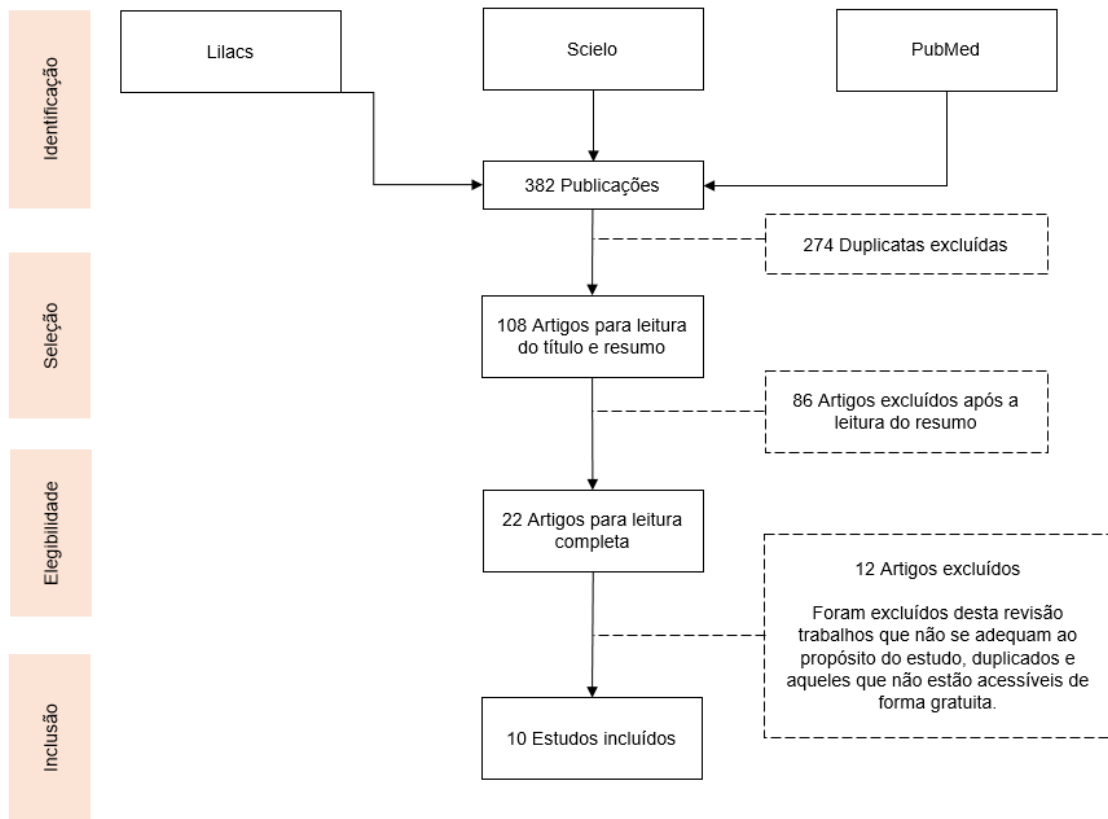 Identificação
Lilacs
Scielo
PubMed
382 Publicações
274 Duplicatas excluídas
Seleção
108 Artigos para leitura
do título e resumo
86 Artigos excluídos após a
leitura do resumo
Elegibilidade
22 Artigos para leitura
completa
12 Artigos excluídos
Foram excluídos desta revisão
trabalhos que não se adequam ao
propósito do estudo, duplicados e
aqueles que não estão acessíveis de
forma gratuita.
Inclusão
10 Estudos incluídos